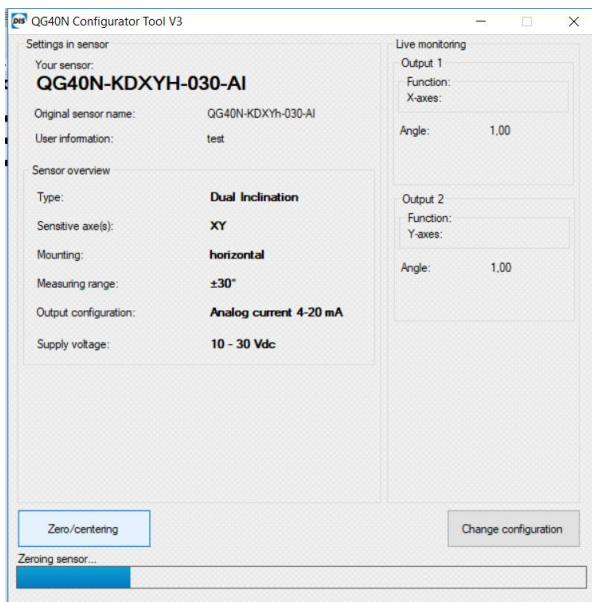 DIS QG40N Configurator Tool V3
Settings in sensor
Your sensor:
QG40N-KDXYH-030-AI
Original sensor name: QG40N-KDXYh-030-AI
User information: test
Sensor overview
Type: Dual Inclination
Sensitive axe(s): XY
Mounting: horizontal
Measuring range: ±30°
Output configuration: Analog current 4-20 mA
Supply voltage: 10 - 30 Vdc
Live monitoring
Output 1
Function:
X-axes:
Angle: 1,00
Output 2
Function:
Y-axes:
Angle: 1,00
Zero/centering
Change configuration
Zeroing sensor...